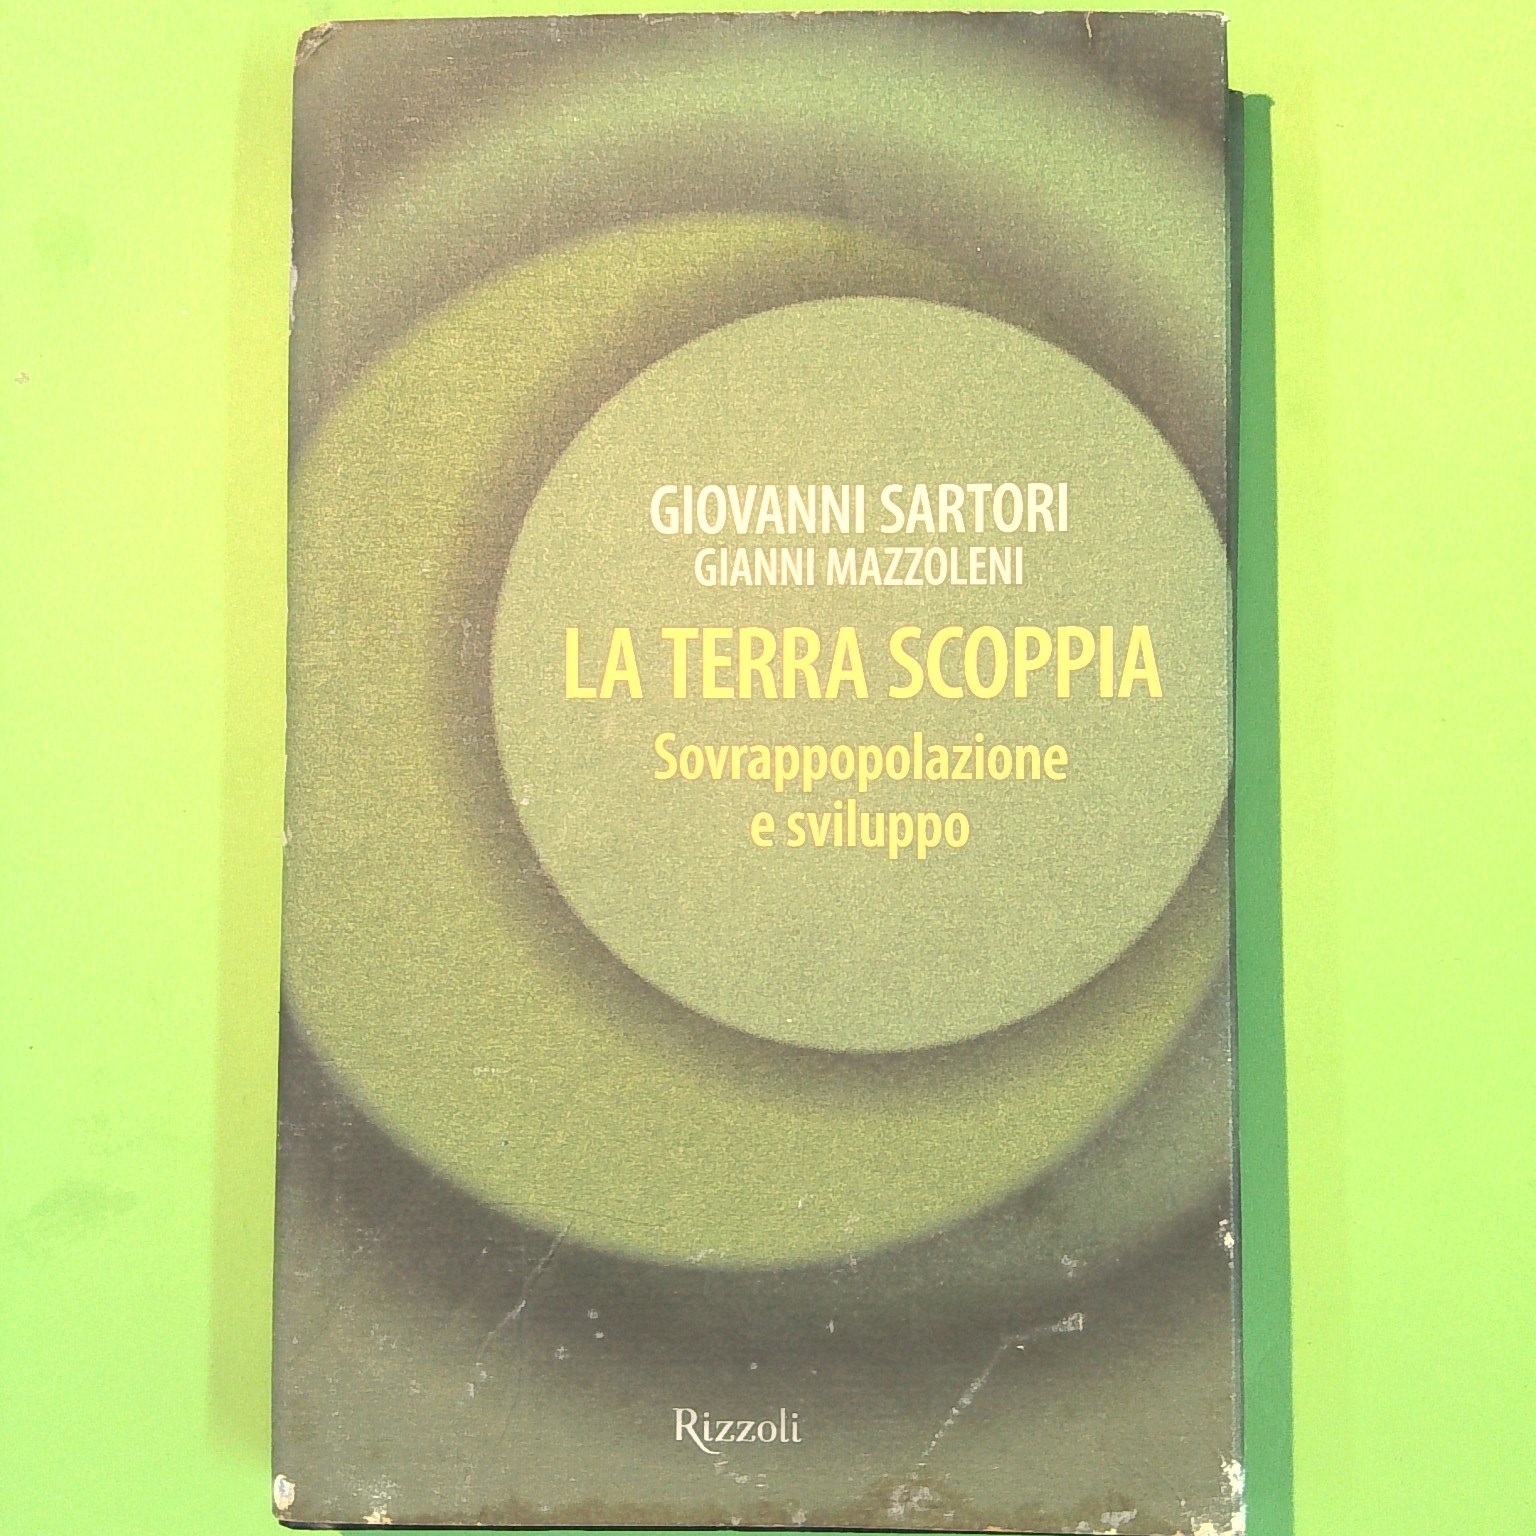 GIOVANNI SARTORI
GIANNI MAZZOLENI
LA TERRA SCOPPIA
Sovrappopolazione
e sviluppo
Rizzoli